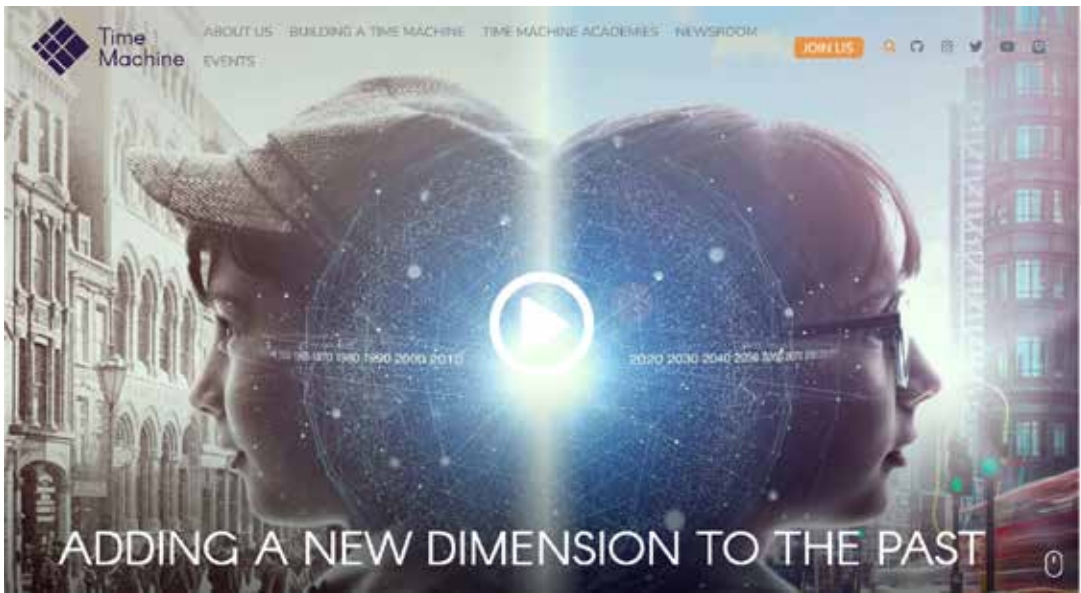 Time
Machine
ABOUT US BUILDING A TIME MACHINE TIME MACHINE ACADEMIES NEWSROOM
EVENTS
JOIN US
1980 1990 2000 2010
2020 2030 2040 2050
ADDING A NEW DIMENSION TO THE PAST